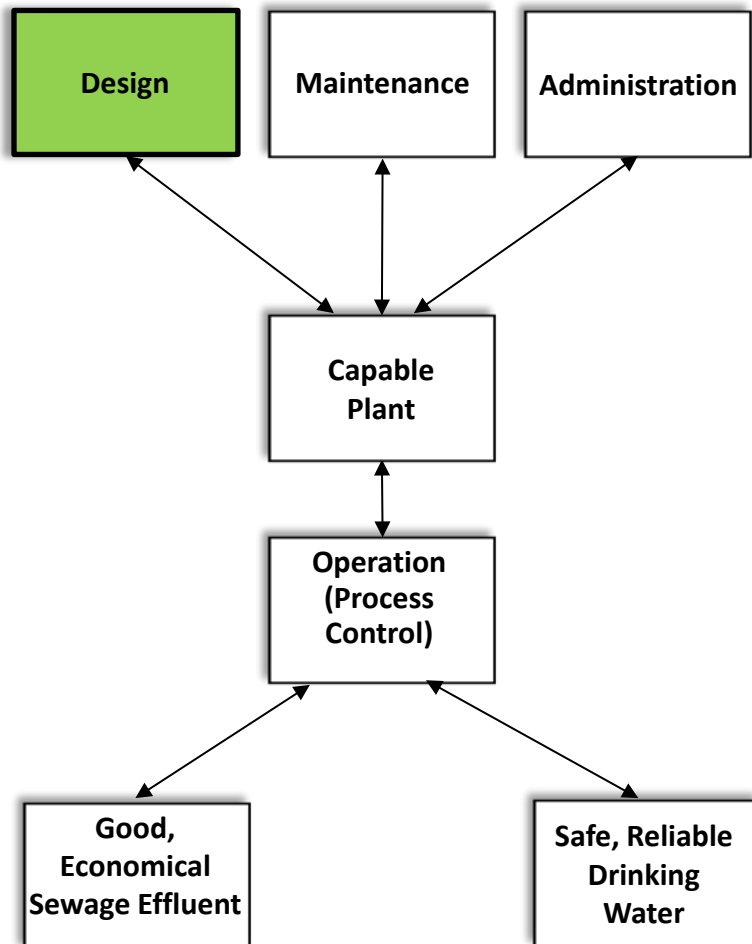 Design
Maintenance
Administration
Capable
Plant
Operation
(Process
Control)
Good,
Economical
Sewage Effluent
Safe, Reliable
Drinking
Water